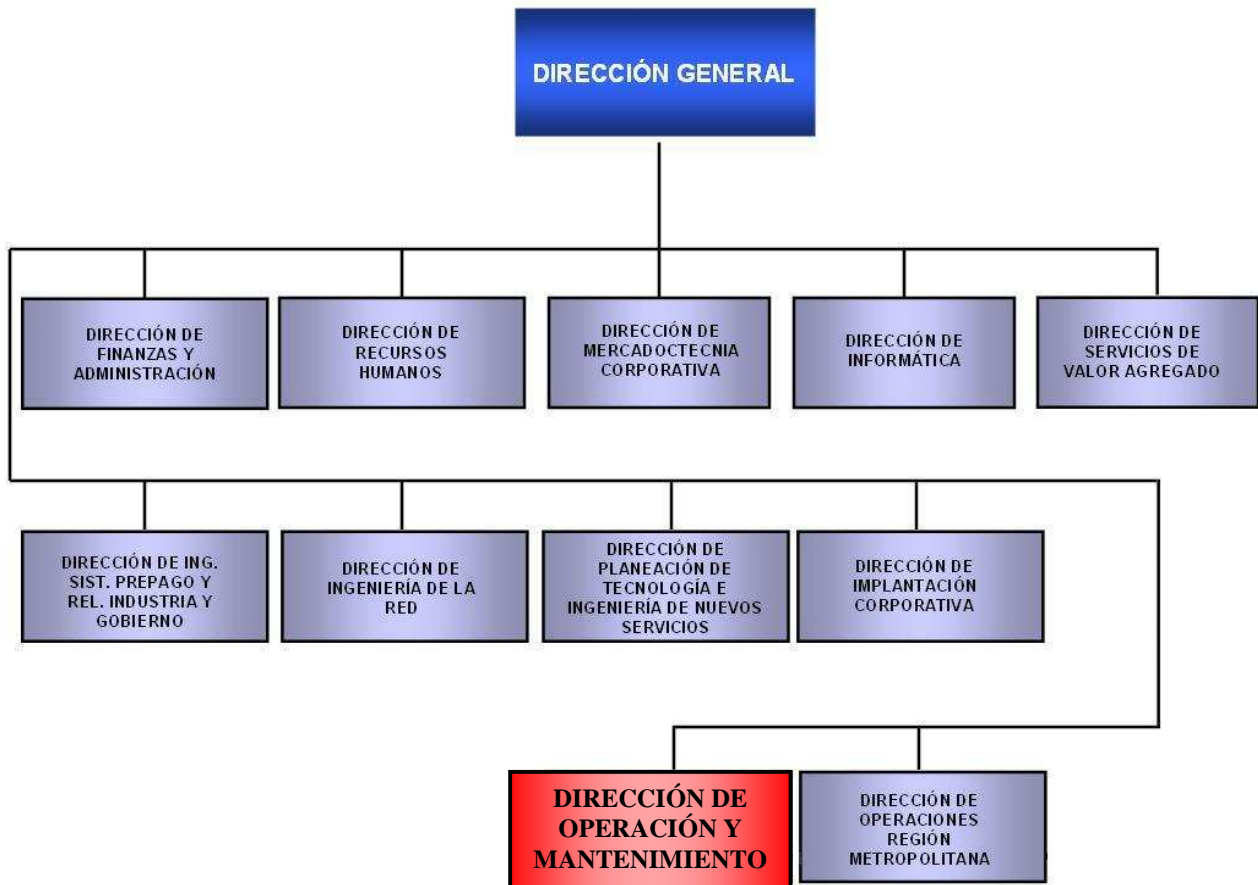 DIRECCIÓN GENERAL
DIRECCIÓN DE
FINANZAS Y
ADMINISTRACIÓN
DIRECCIÓN DE
RECURSOS
HUMANOS
DIRECCIÓN DE
MERCADOCTECNIA
CORPORATIVA
DIRECCIÓN DE
INFORMÁTICA
DIRECCIÓN DE
SERVICIOS DE
VALOR AGREGADO
DIRECCIÓN DE ING.
SIST. PREPAGO Y
REL. INDUSTRIA Y
GOBIERNO
DIRECCIÓN DE
INGENIERÍA DE LA
RED
DIRECCIÓN DE
PLANEACIÓN DE
TECNOLOGÍA E
INGENIERÍA DE NUEVOS
SERVICIOS
DIRECCIÓN DE
IMPLANTACIÓN
CORPORATIVA
DIRECCIÓN DE
OPERACIÓN Y
MANTENIMIENTO
DIRECCIÓN DE
OPERACIONES
REGIÓN
METROPOLITANA